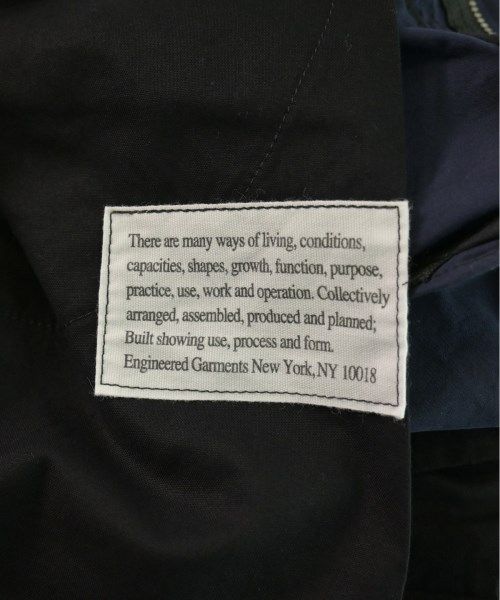 There are many ways of living, conditions,
capacities, shapes, growth, function, purpose,
practice, use, work and operation. Collectively
arranged, assembled, produced and planned;
Built showing use, process and form.
Engineered Garments New York, NY 10018